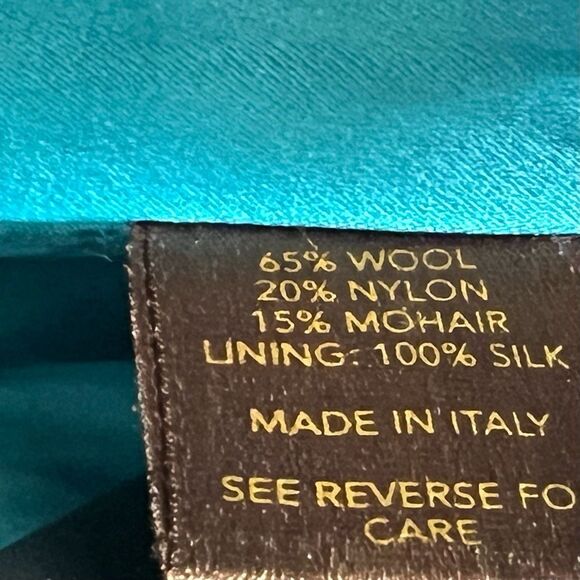 65% WOOL
20% NYLON
15% MOHAIR
LINING: 100% SILK
MADE IN ITALY
SEE REVERSE FO
CARE